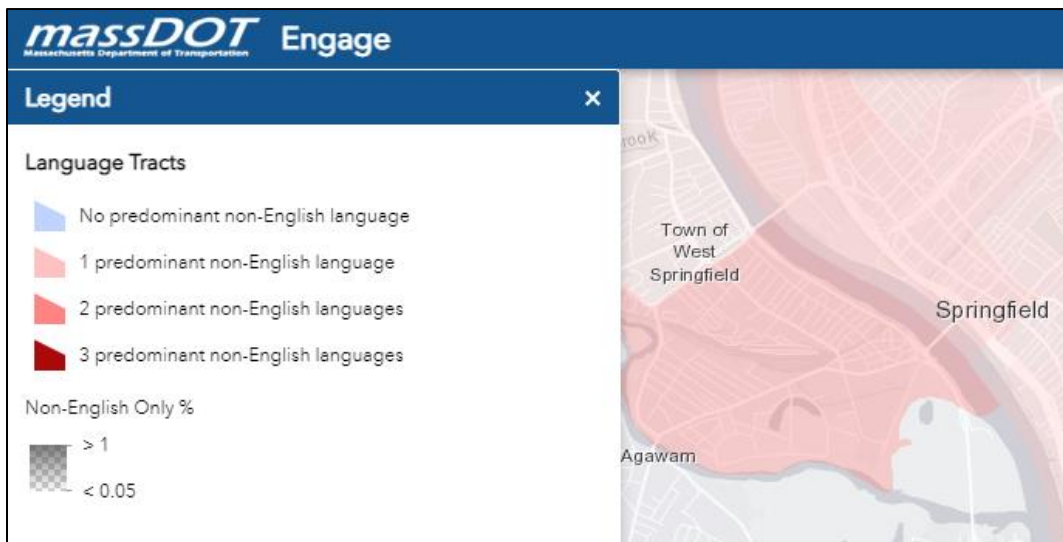 massDOT Engage
Massachusetts Department of Transportation
Legend ×
Language Tracts
No predominant non-English language
1 predominant non-English language
2 predominant non-English languages
3 predominant non-English languages
Non-English Only %
> 1
< 0.05
Town of
West
Springfield
Springfield
Agawam